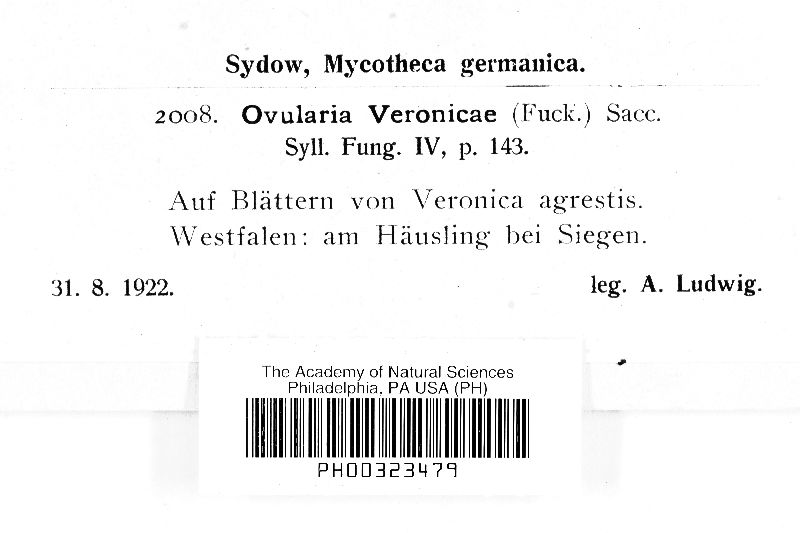 Sydow, Mycotheca germanica.
2008. Ovularia Veronicae (Fuck.) Sacc.
Syll. Fung. IV, p. 143.
Auf Blättern von Veronica agrestis.
Westfalen: am Häusling bei Siegen.
31. 8. 1922. leg. A. Ludwig.
The Academy of Natural Sciences
Philadelphia, PA USA (PH)
PH00323479